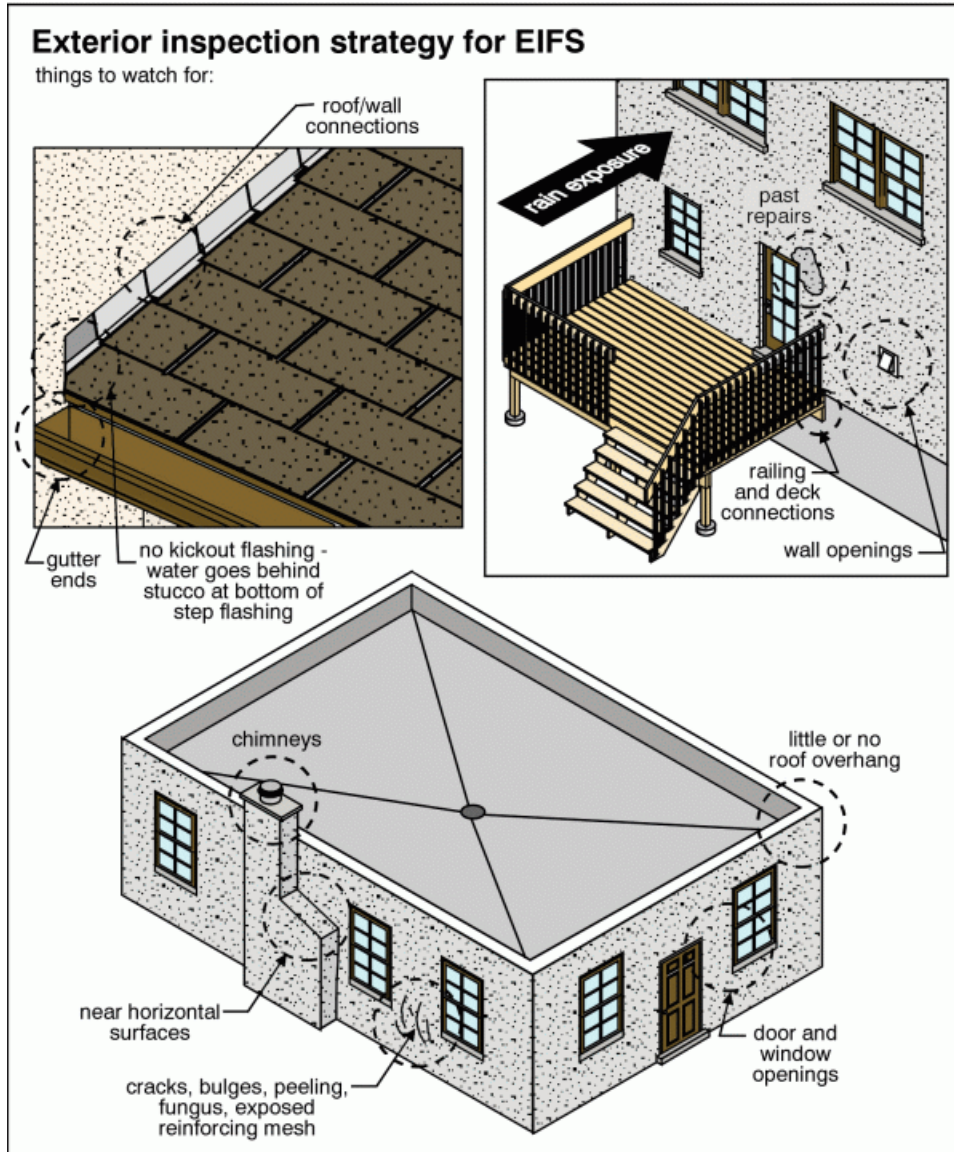 Exterior inspection strategy for EIFS
things to watch for:
roof/wall
connections
gutter
ends
no kickout flashing -
water goes behind
stucco at bottom of
step flashing
rain exposure
past
repairs
railing
and deck
connections
wall openings
chimneys
little or no
roof overhang
near horizontal
surfaces
cracks, bulges, peeling,
fungus, exposed
reinforcing mesh
door and
window
openings